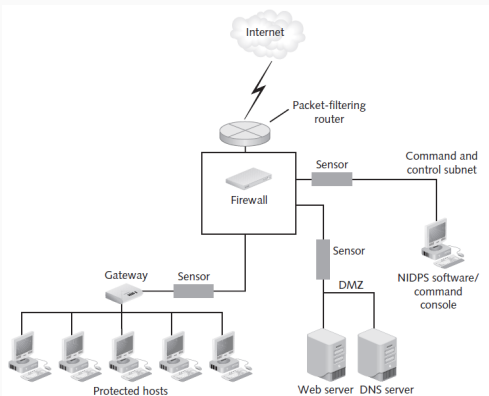 Internet
Packet-filtering
router
Sensor
Command and
control subnet
Firewall
Sensor
Gateway
Sensor
DMZ
NIDPS software/
command
console
Protected hosts
Web server
DNS server